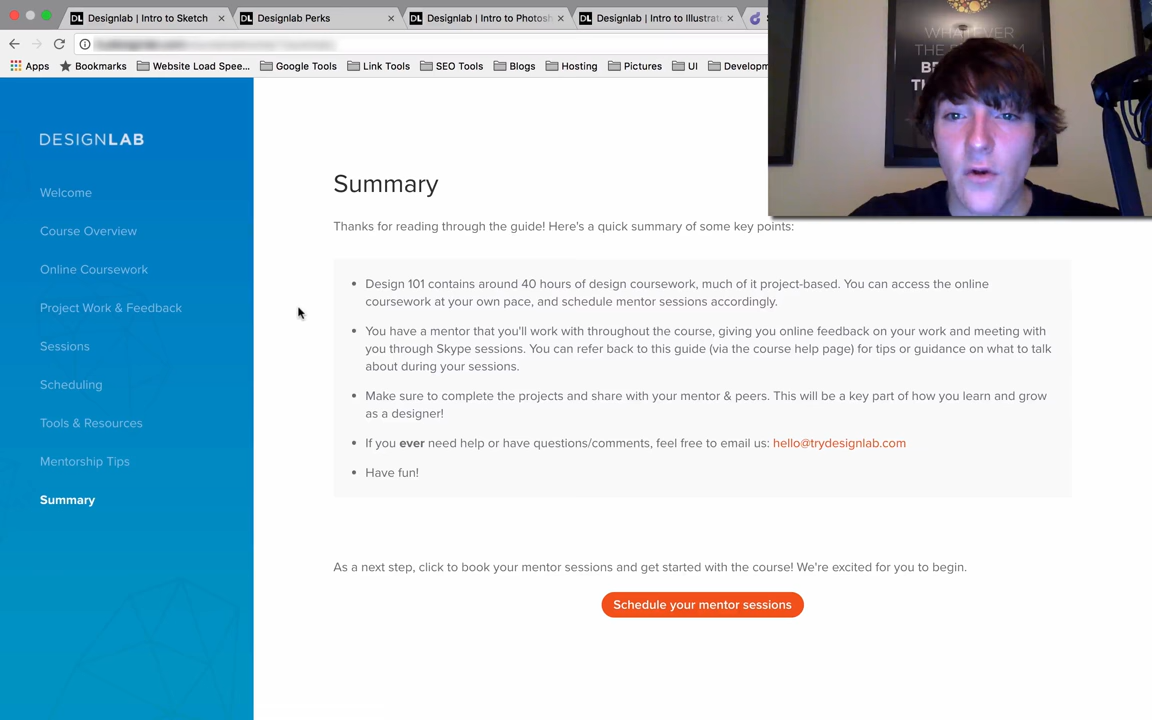 Designlab | Intro to Sketch
Designlab Perks
Designlab | Intro to Photosh
Designlab | Intro to Illustrat
Apps
Bookmarks
Website Load Spee...
Google Tools
Link Tools
SEO Tools
Blogs
Hosting
Pictures
UI
Developm
WHATEVER
THE
DESIGNLAB
Welcome
Course Overview
Online Coursework
Project Work & Feedback
Sessions
Scheduling
Tools & Resources
Mentorship Tips
Summary
Summary
Thanks for reading through the guide! Here's a quick summary of some key points:
• Design 101 contains around 40 hours of design coursework, much of it project-based. You can access the online
coursework at your own pace, and schedule mentor sessions accordingly.
• You have a mentor that you'll work with throughout the course, giving you online feedback on your work and meeting with
you through Skype sessions. You can refer back to this guide (via the course help page) for tips or guidance on what to talk
about during your sessions.
• Make sure to complete the projects and share with your mentor & peers. This will be a key part of how you learn and grow
as a designer!
• If you ever need help or have questions/comments, feel free to email us: hello@trydesignlab.com
• Have fun!
As a next step, click to book your mentor sessions and get started with the course! We're excited for you to begin.
Schedule your mentor sessions